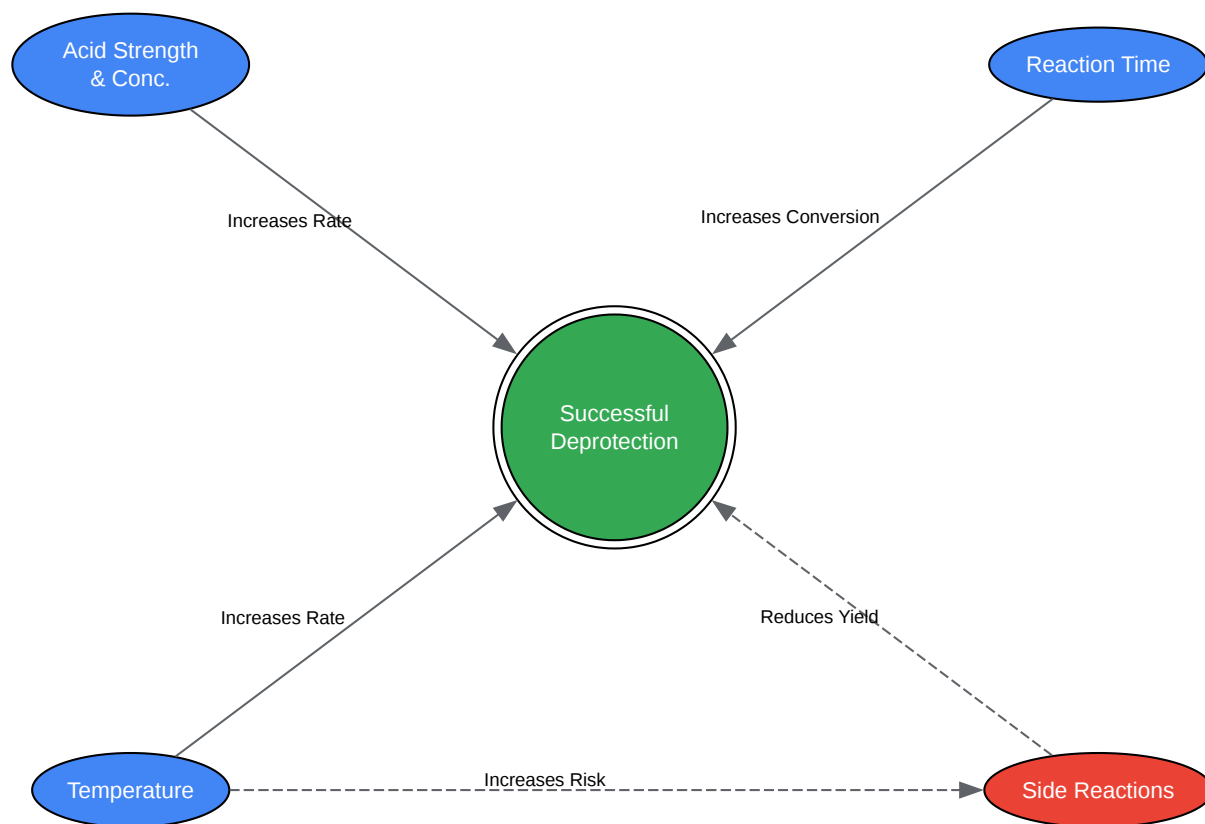 Acid Strength
& Conc.
Reaction Time
Increases Rate
Increases Conversion
Successful
Deprotection
Increases Rate
Reduces Yield
Temperature
Increases Risk
Side Reactions